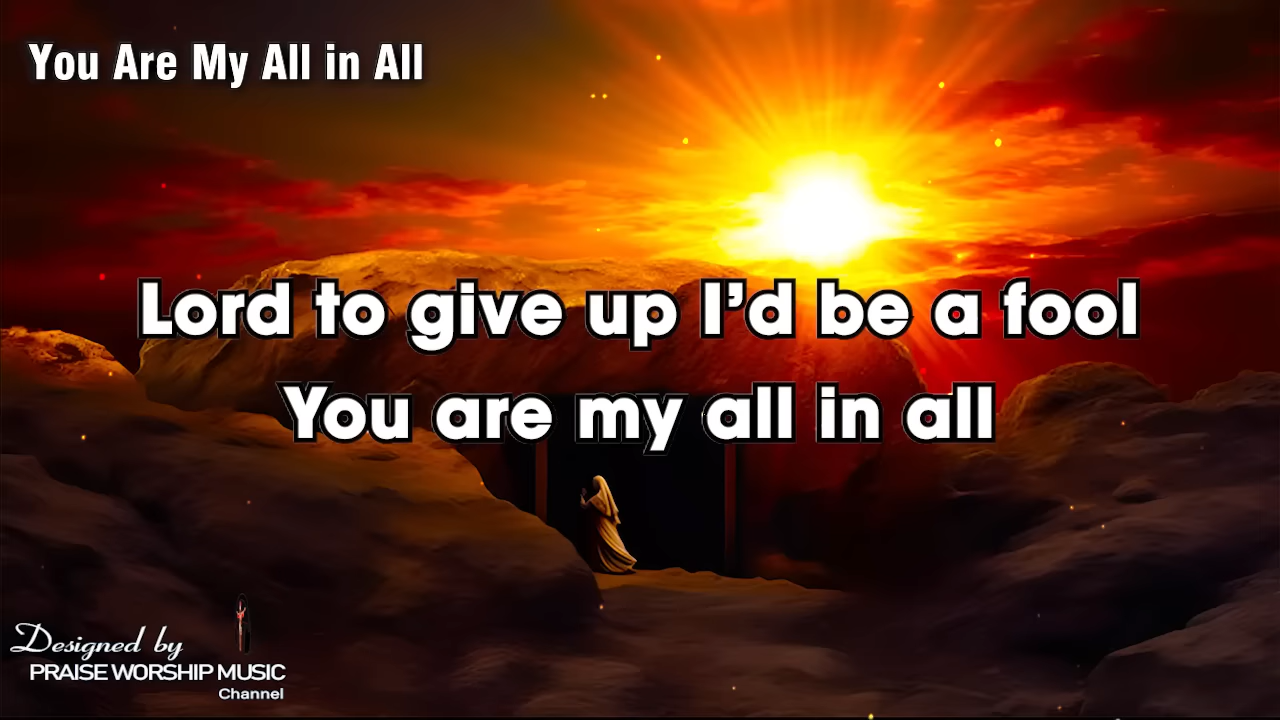 You Are My All in All
Lord to give up I’d be a fool
You are my all in all
Designed by
PRAISE WORSHIP MUSIC
Channel